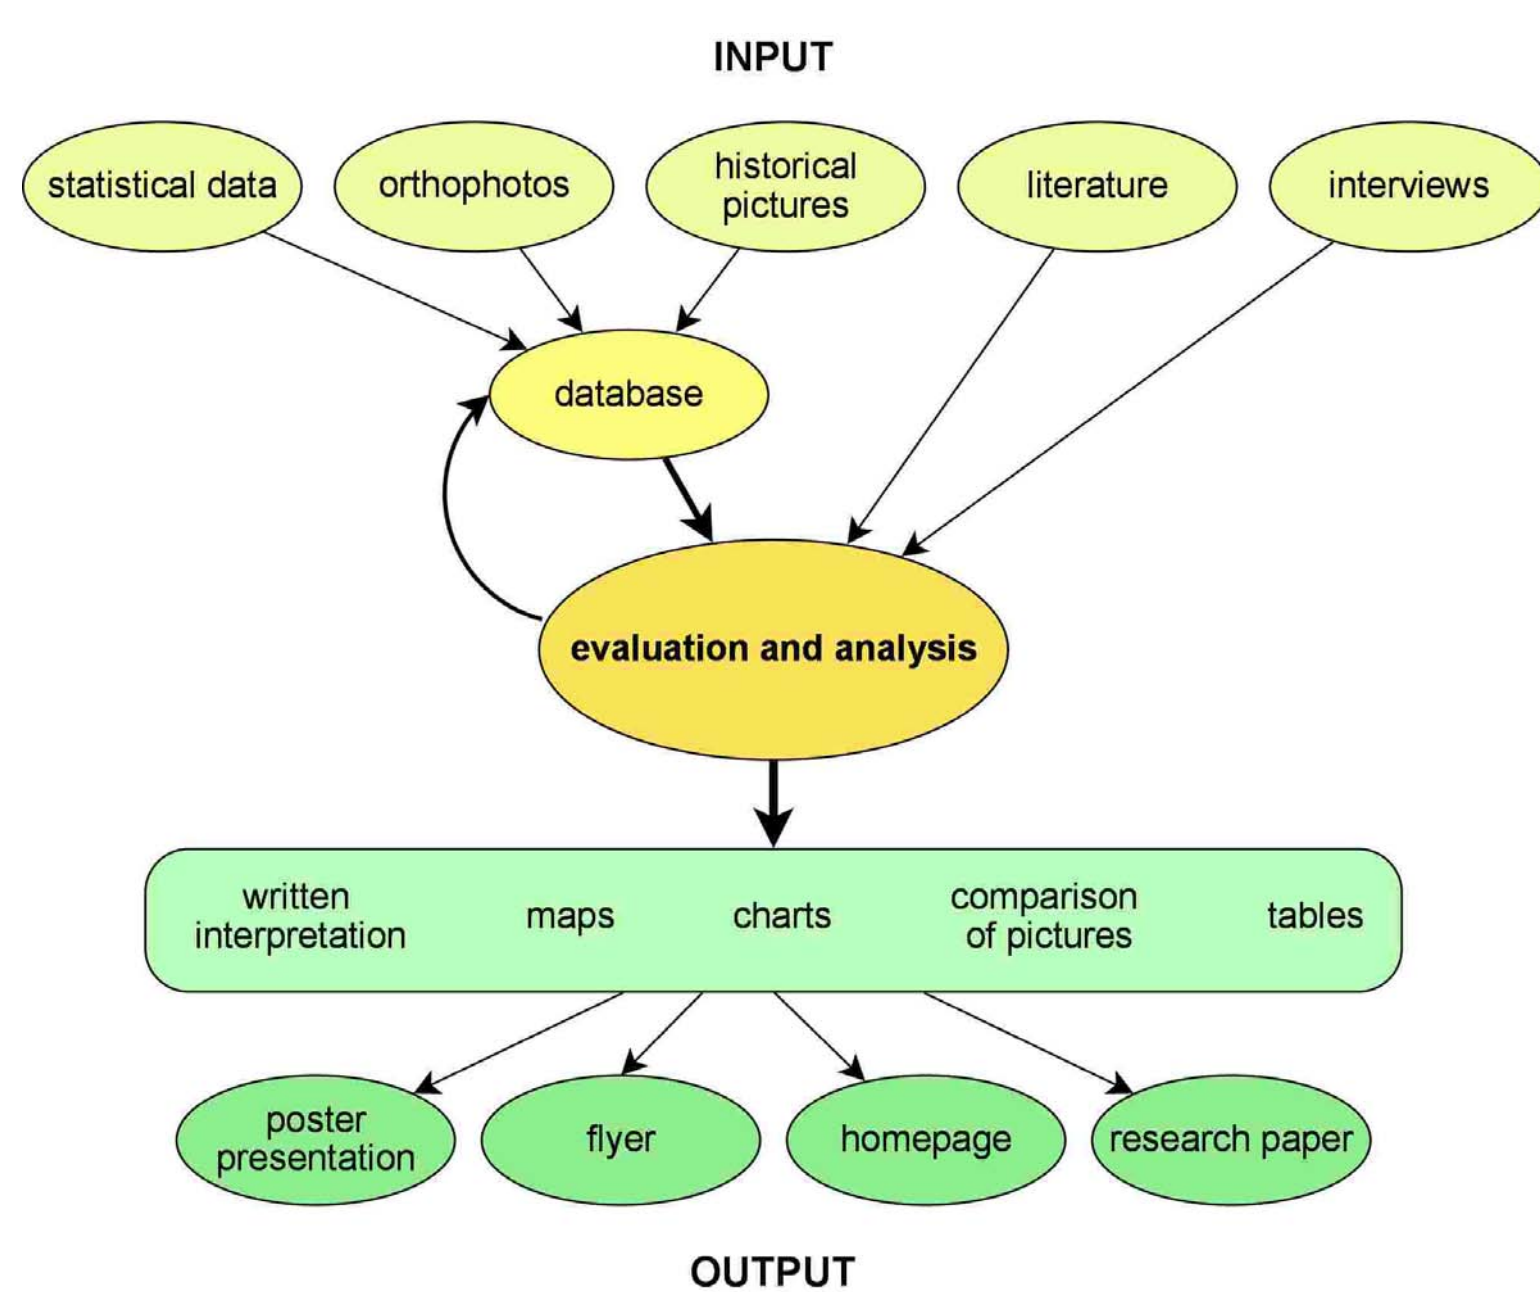 INPUT
statistical data
orthophotos
historical
pictures
literature
interviews
database
evaluation and analysis
written
interpretation
maps
charts
comparison
of pictures
tables
poster
presentation
flyer
homepage
research paper
OUTPUT